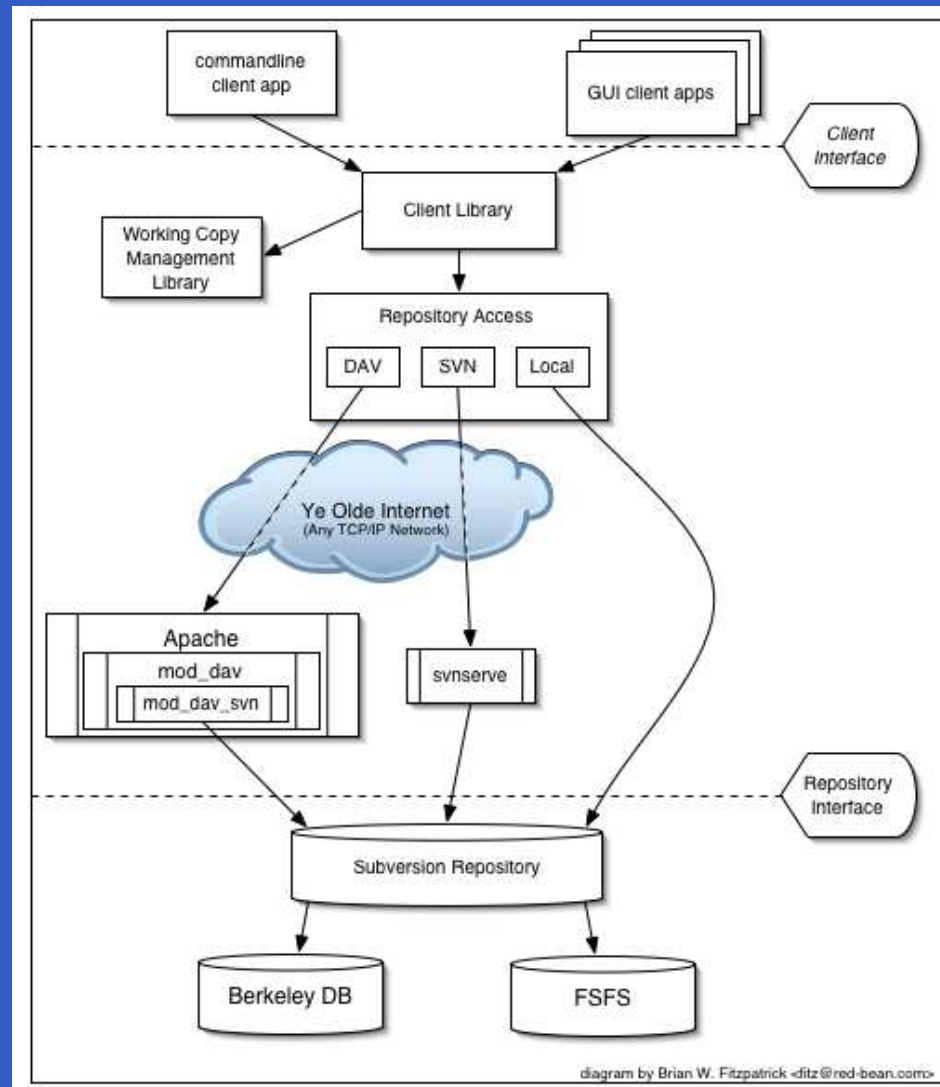 commandline
client app
GUI client apps
Client
Interface
Client Library
Working Copy
Management
Library
Repository Access
DAV
SVN
Local
Ye Olde Internet
(Any TCP/IP Network)
Apache
mod_dav
mod_dav_svn
svnserve
Repository
Interface
Subversion Repository
Berkeley DB
FSFS
diagram by Brian W. Fitzpatrick <fitz@red-bean.com>